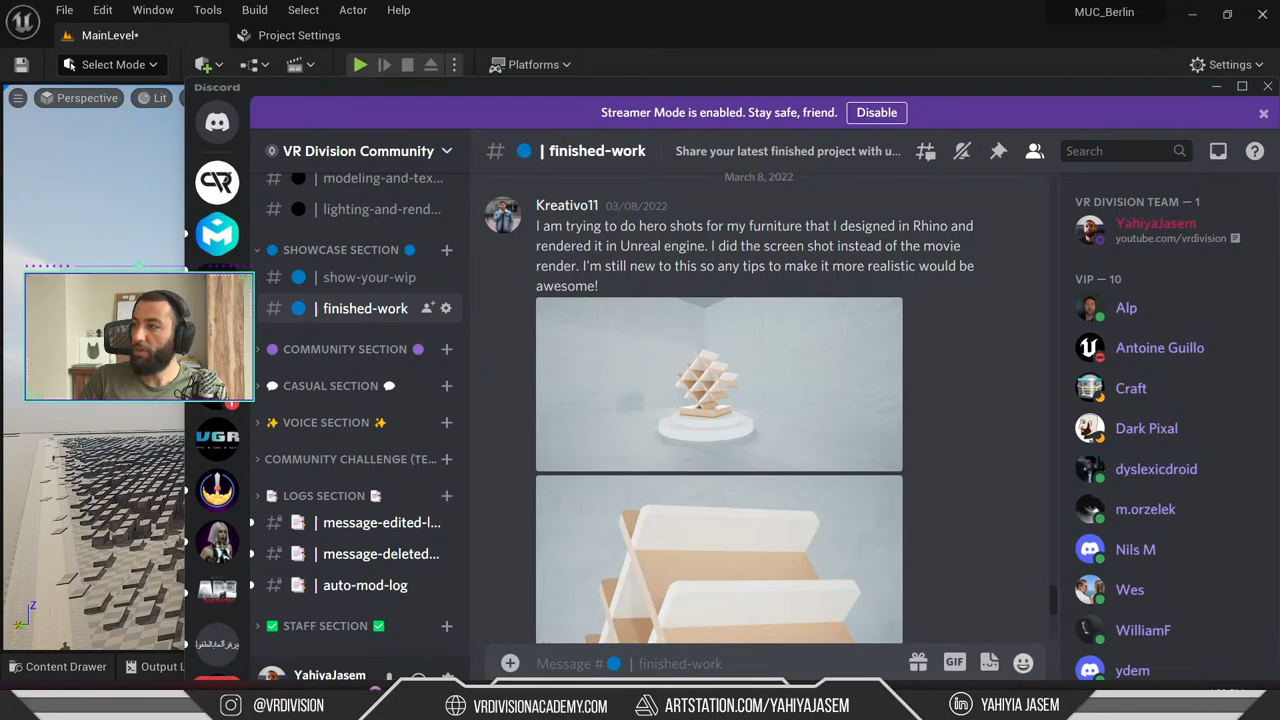 File Edit Window Tools Build Select Actor Help
MUC_Berlin
MainLevel•
Project Settings
Select Mode
Platforms
Settings
Perspective
Lit
Discord
Streamer Mode is enabled. Stay safe, friend.
Disable
VR Division Community
# | finished-work
Share your latest finished project with u...
Search
modeling-and-tex...
lighting-and-rend...
SHOWCASE SECTION
show-your-wip
| finished-work
COMMUNITY SECTION
CASUAL SECTION
VOICE SECTION
COMMUNITY CHALLENGE (TE...
LOGS SECTION
| message-edited-l...
| message-deleted...
| auto-mod-log
STAFF SECTION
YahiyaJasem
VGR
March 8, 2022
Kreativo11 03/08/2022
I am trying to do hero shots for my furniture that I designed in Rhino and
rendered it in Unreal engine. I did the screen shot instead of the movie
render. I'm still new to this so any tips to make it more realistic would be
awesome!
Message # | finished-work
GIF
VR DIVISION TEAM — 1
YahiyaJasem
youtube.com/vrdivision
VIP — 10
Alp
Antoine Guillo
Craft
Dark Pixal
dyslexicdroid
m.orzelek
Nils M
Wes
WilliamF
ydem
Z
Content Drawer
Output L
@VRDIVISION
VRDIVISIONACADEMY.COM
ARTSTATION.COM/YAHIYAJASEM
YAHIYIA JASEM